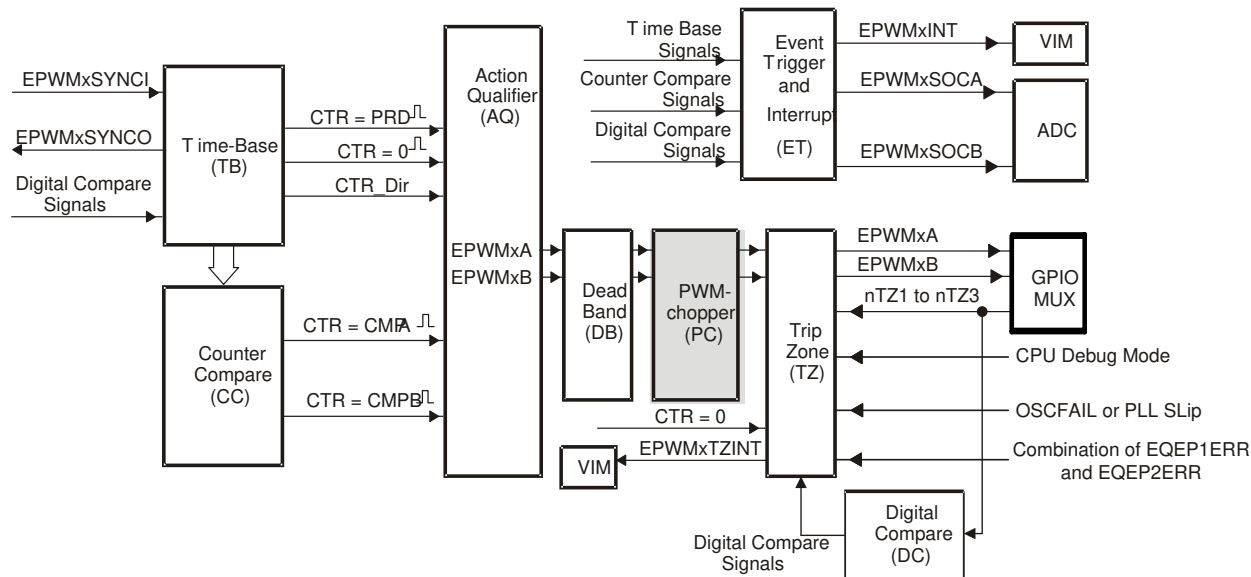 EPWMxSYNCI
EPWMxSYNCO
Digital Compare
Signals
Time-Base
(TB)
CTR = PRD
CTR = 0
CTR_Dir
Counter
Compare
(CC)
CTR = CMPA
CTR = CMPB
Action
Qualifier
(AQ)
EPWMxA
EPWMxB
Time Base
Signals
Counter Compare
Signals
Digital Compare
Signals
Event
Trigger
and
Interrupt
(ET)
EPWMxINT
EPWMxSOCA
EPWMxSOCB
VIM
ADC
Dead
Band
(DB)
PWM-
chopper
(PC)
CTR = 0
EPWMxTZINT
VIM
Trip
Zone
(TZ)
EPWMxA
EPWMxB
nTZ1 to nTZ3
GPIO
MUX
CPU Debug Mode
OSCFAIL or PLL SLip
Combination of EQEP1ERR
and EQEP2ERR
Digital Compare
Signals
Digital
Compare
(DC)